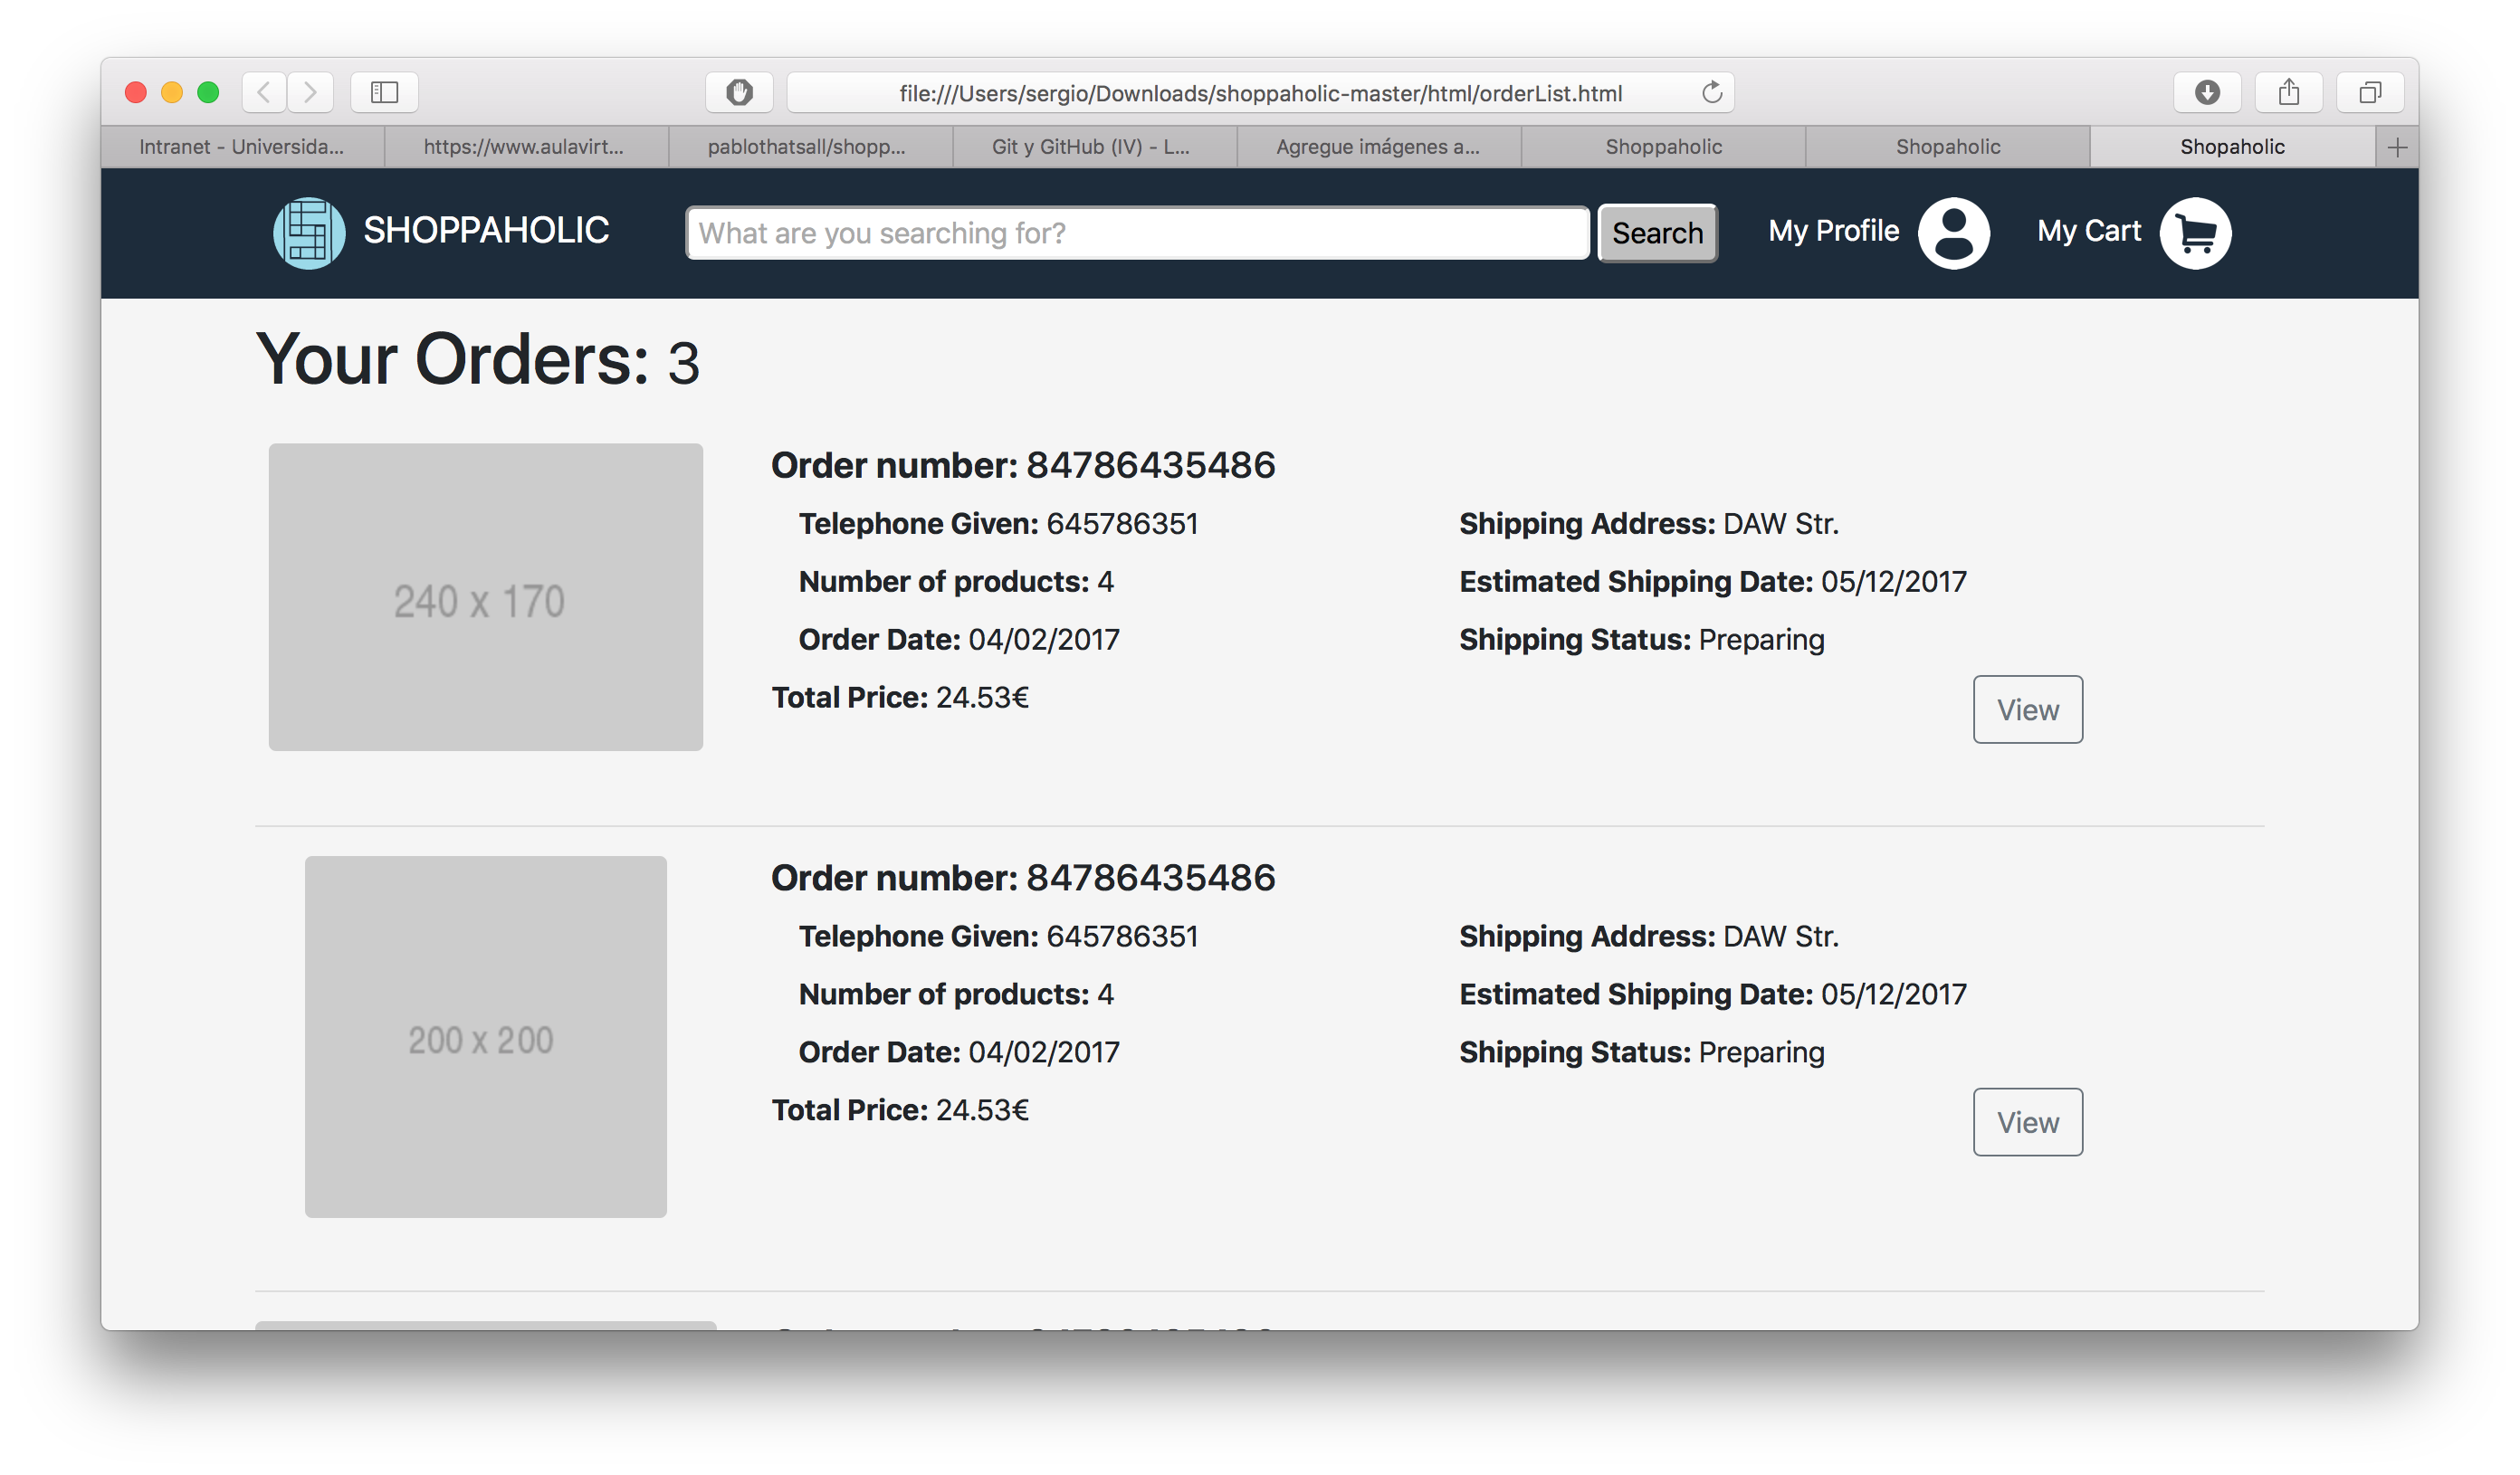 file:///Users/sergio/Downloads/shoppaholic-master/html/orderList.html
Intranet - Universida... https://www.aulavirt... pablothatsall/shopp... Git y GitHub (IV) - L... Agregue imágenes a... Shoppaholic Shopaholic Shopaholic
SHOPPAHOLIC What are you searching for? Search My Profile My Cart
Your Orders: 3
240 x 170
Order number: 84786435486
Telephone Given: 645786351 Shipping Address: DAW Str.
Number of products: 4 Estimated Shipping Date: 05/12/2017
Order Date: 04/02/2017 Shipping Status: Preparing
Total Price: 24.53€
View
200 x 200
Order number: 84786435486
Telephone Given: 645786351 Shipping Address: DAW Str.
Number of products: 4 Estimated Shipping Date: 05/12/2017
Order Date: 04/02/2017 Shipping Status: Preparing
Total Price: 24.53€
View